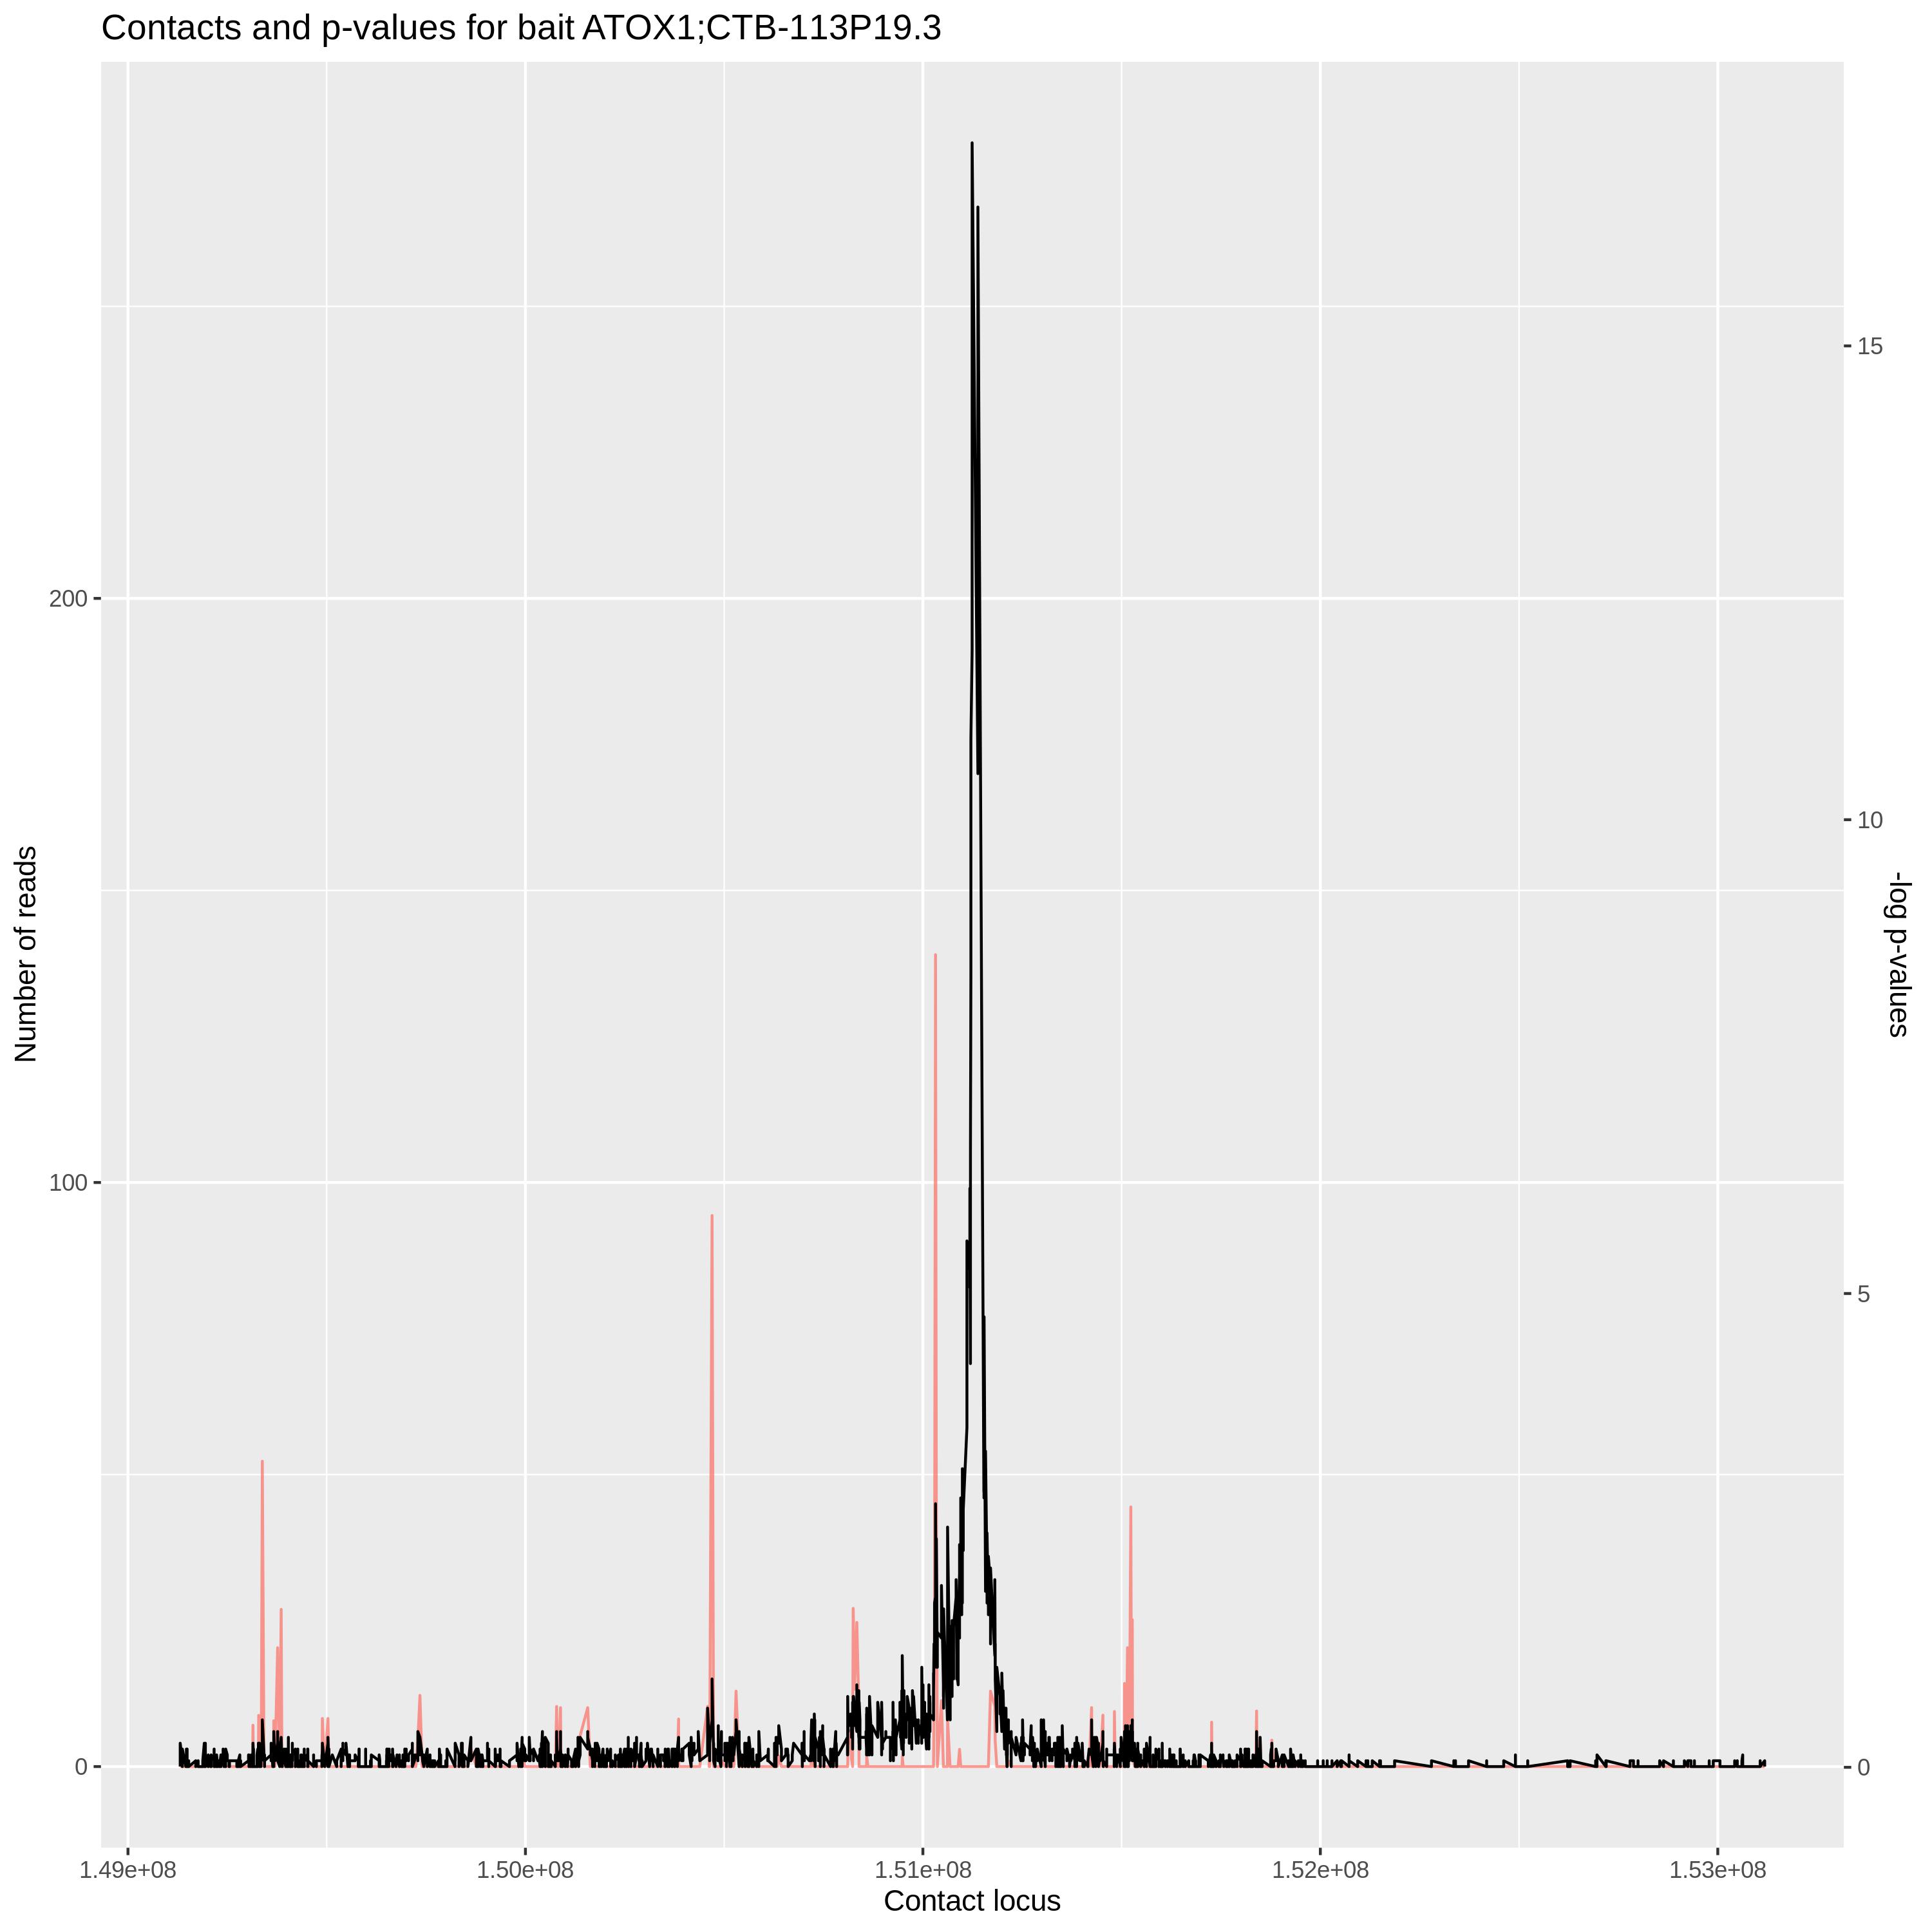 Contacts and p-values for bait ATOX1;CTB-113P19.3
200
100
0
Number of reads
15
10
5
0
-log p-values
1.49e+08
1.50e+08
1.51e+08
1.52e+08
1.53e+08
Contact locus